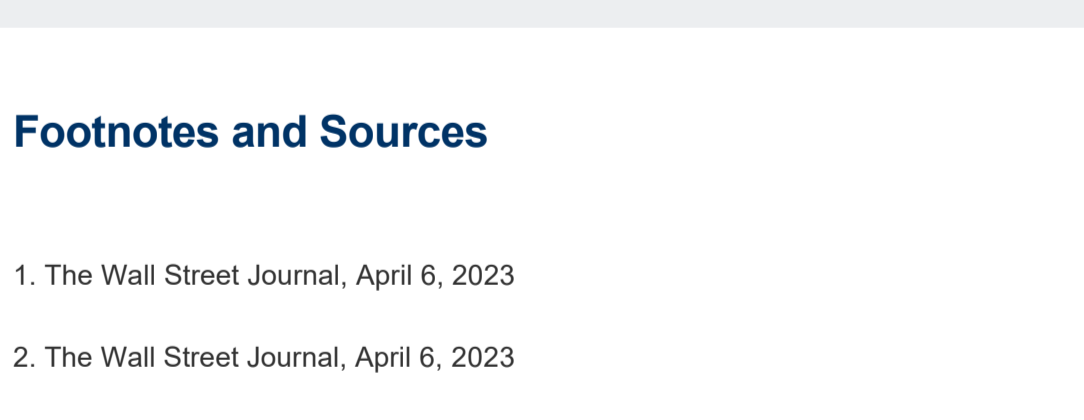 Footnotes and Sources
1. The Wall Street Journal, April 6, 2023
2. The Wall Street Journal, April 6, 2023